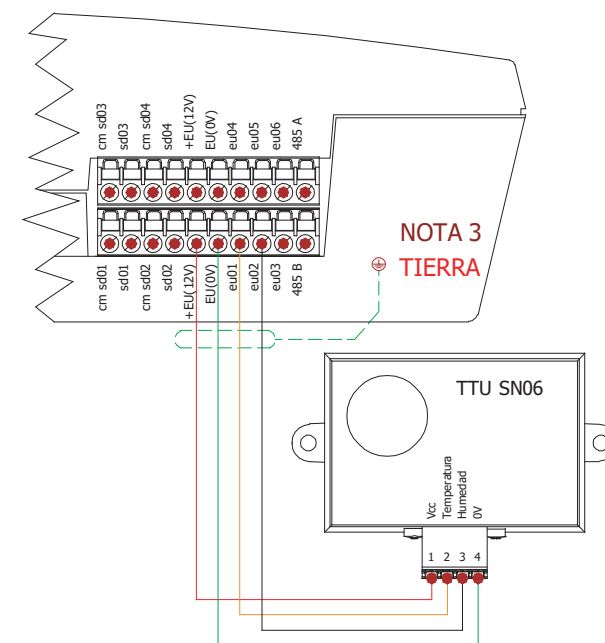 cm sd03
sd03
cm sd04
sd04
+EU(12V)
EU(0V)
eu04
eu05
eu06
485 A
cm sd01
sd01
cm sd02
sd02
+EU(12V)
EU(0V)
eu01
eu02
eu03
485 B
NOTA 3
TIERRA
TTU SN06
Vcc
Temperatura
Humedad
0V
1 2 3 4